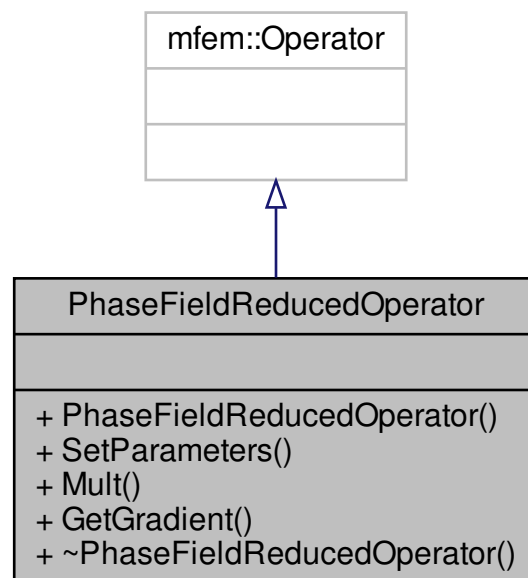 mfem::Operator
PhaseFieldReducedOperator
+ PhaseFieldReducedOperator()
+ SetParameters()
+ Mult()
+ GetGradient()
+ ~PhaseFieldReducedOperator()